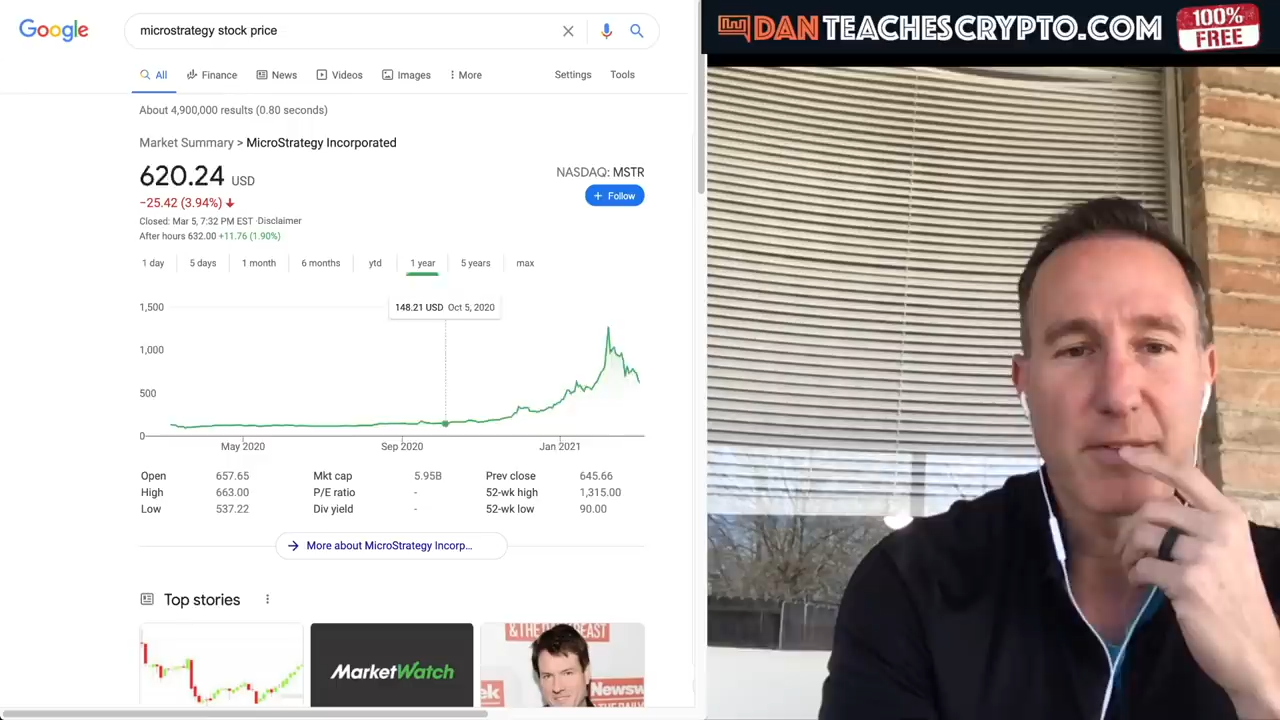 Google
microstrategy stock price
All
Finance
News
Videos
Images
More
Settings
Tools
About 4,900,000 results (0.80 seconds)
Market Summary > MicroStrategy Incorporated
620.24 USD
NASDAQ: MSTR
−25.42 (3.94%)
+ Follow
Closed: Mar 5, 7:32 PM EST · Disclaimer
After hours 632.00 +11.76 (1.90%)
1 day
5 days
1 month
6 months
ytd
1 year
5 years
max
148.21 USD Oct 5, 2020
1,500
1,000
500
0
May 2020
Sep 2020
Jan 2021
Open 657.65
Mkt cap 5.95B
Prev close 645.66
High 663.00
P/E ratio -
52-wk high 1,315.00
Low 537.22
Div yield -
52-wk low 90.00
More about MicroStrategy Incorp...
Top stories
MarketWatch
& THE DAILY BEAST
Newsw
DANTEACHESCRYPTO.COM
100%
FREE